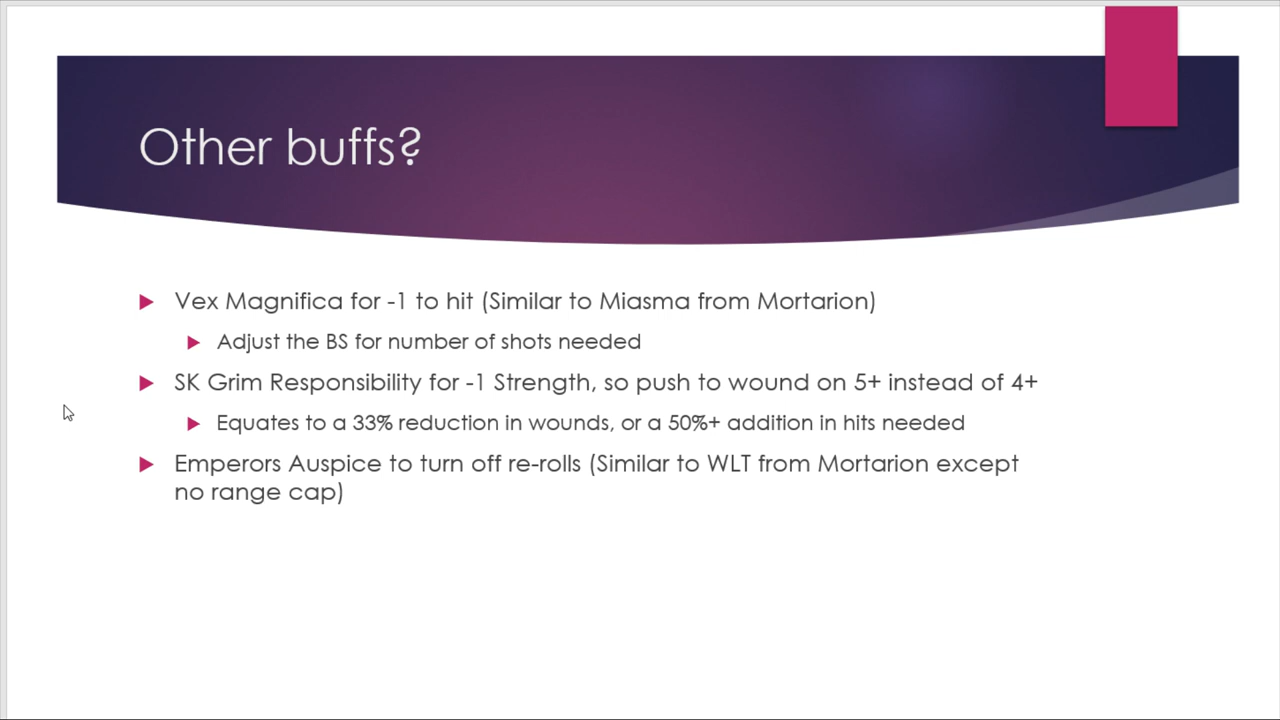 Other buffs?
Vex Magnifica for -1 to hit (Similar to Miasma from Mortarion)
Adjust the BS for number of shots needed
SK Grim Responsibility for -1 Strength, so push to wound on 5+ instead of 4+
Equates to a 33% reduction in wounds, or a 50%+ addition in hits needed
Emperors Auspice to turn off re-rolls (Similar to WLT from Mortarion except
no range cap)